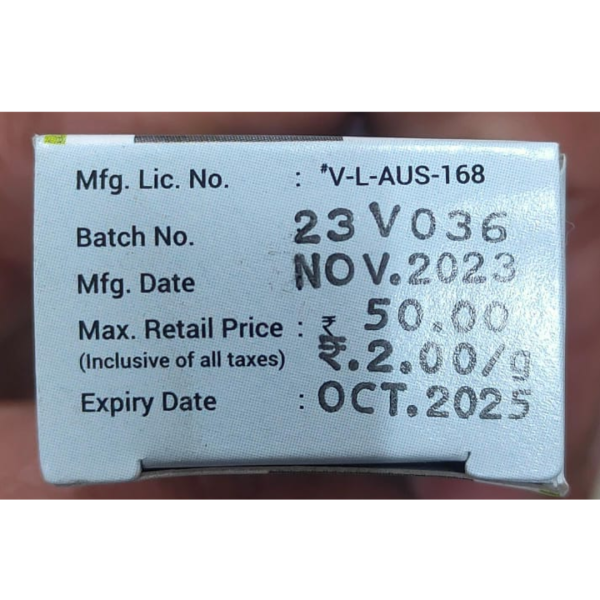 Mfg. Lic. No. : #V-L-AUS-168
Batch No. 23V036
Mfg. Date NOV.2023
Max. Retail Price : ₹ 50.00
(Inclusive of all taxes) ₹.2.00/g
Expiry Date : OCT.2025